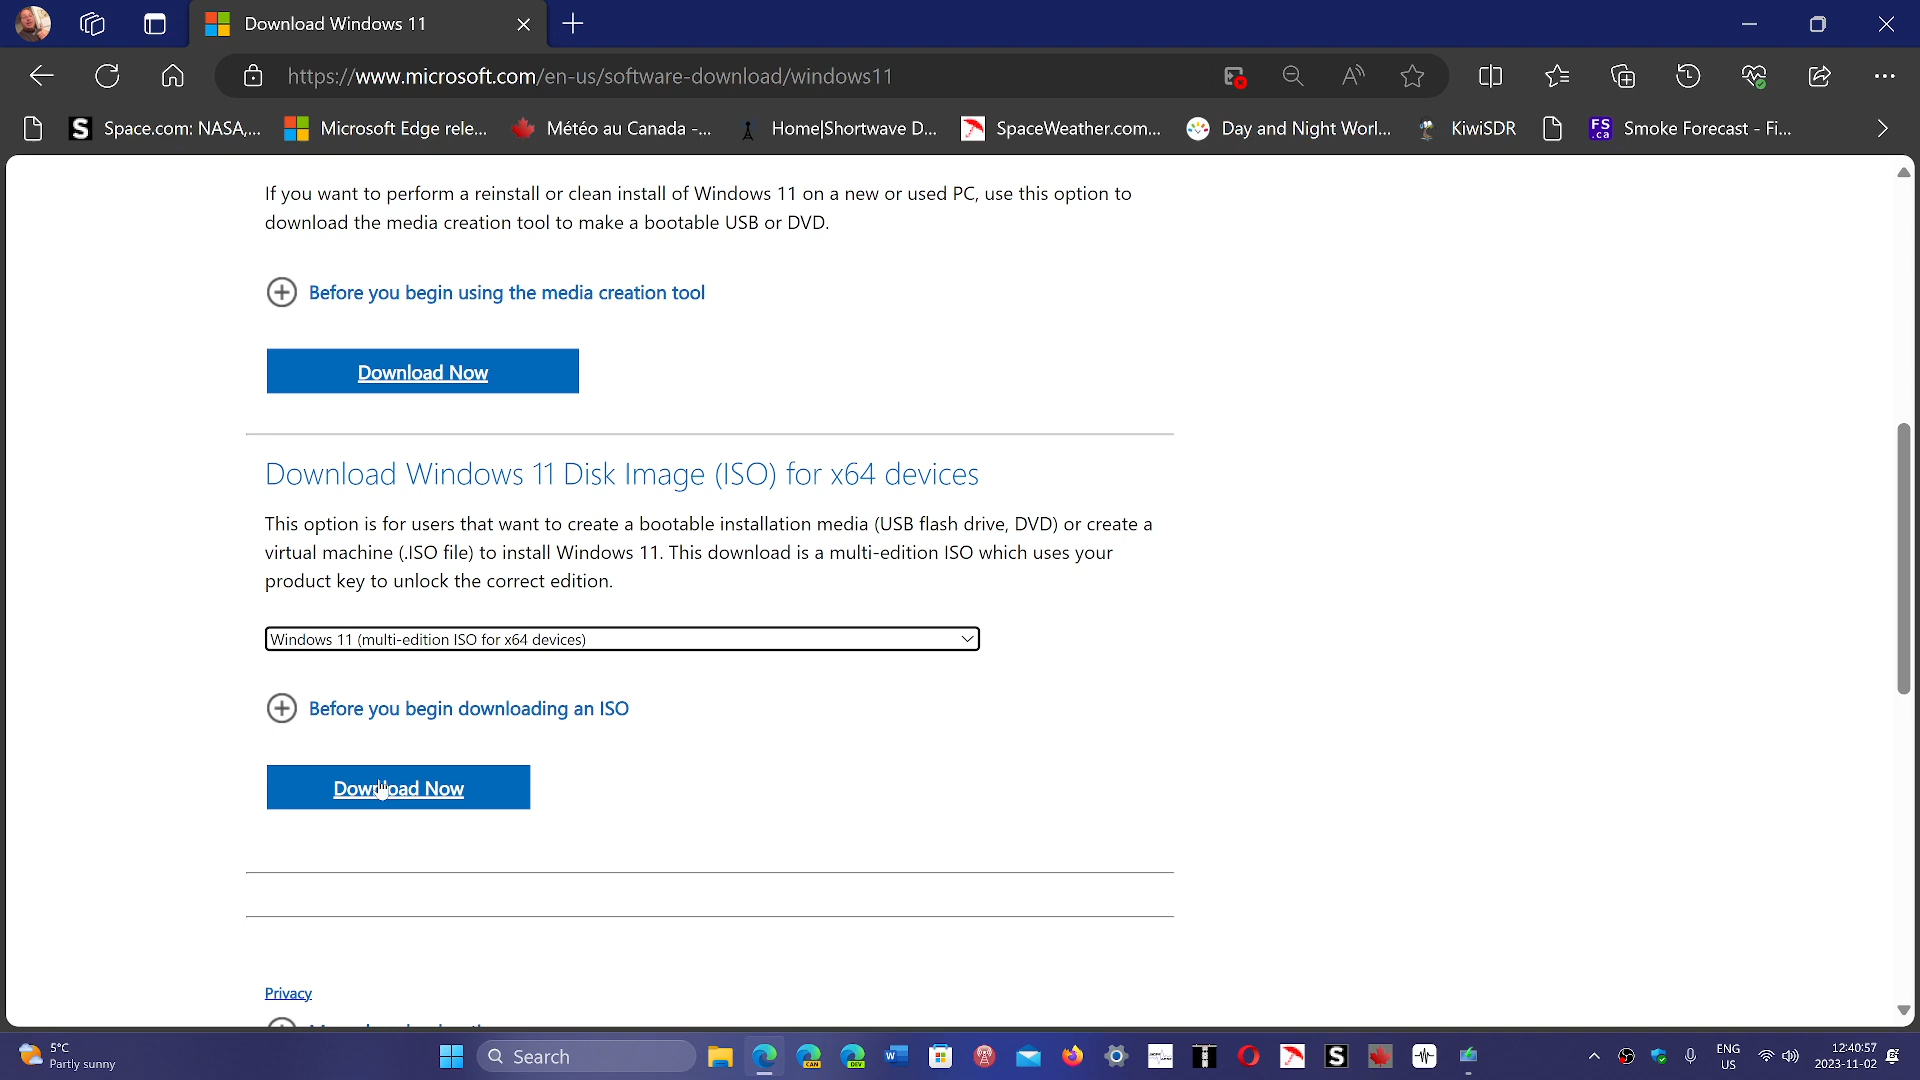 Download Windows 11
https://www.microsoft.com/en-us/software-download/windows11
Space.com: NASA,...
Microsoft Edge rele...
Météo au Canada -...
Home|Shortwave D...
SpaceWeather.com...
Day and Night Worl...
KiwiSDR
FS
.ca
Smoke Forecast - Fi...
If you want to perform a reinstall or clean install of Windows 11 on a new or used PC, use this option to
download the media creation tool to make a bootable USB or DVD.
Before you begin using the media creation tool
Download Now
Download Windows 11 Disk Image (ISO) for x64 devices
This option is for users that want to create a bootable installation media (USB flash drive, DVD) or create a
virtual machine (.ISO file) to install Windows 11. This download is a multi-edition ISO which uses your
product key to unlock the correct edition.
Windows 11 (multi-edition ISO for x64 devices)
Before you begin downloading an ISO
Download Now
Privacy
5°C
Partly sunny
Search
CAN
DEV
ENG
US
12:40:57
2023-11-02